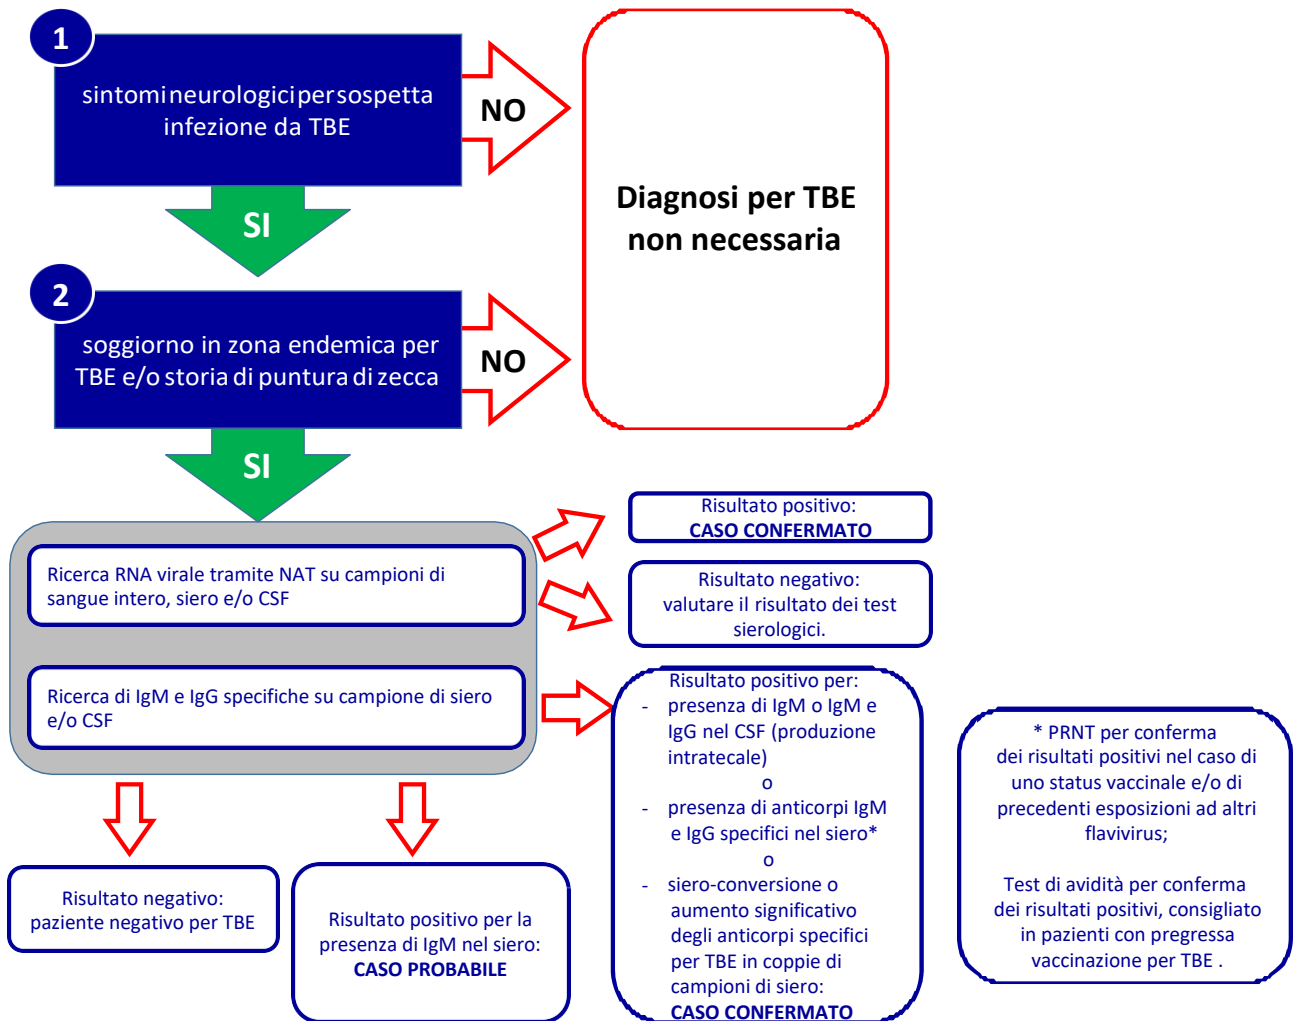 1
sintomi neurologici per sospetta
infezione da TBE
NO
SI
Diagnosi per TBE
non necessaria
2
soggiorno in zona endemica per
TBE e/o storia di puntura di zecca
NO
SI
Ricerca RNA virale tramite NAT su campioni di
sangue intero, siero e/o CSF
Risultato positivo:
CASO CONFERMATO
Risultato negativo:
valutare il risultato dei test
sierologici.
Ricerca di IgM e IgG specifiche su campione di siero
e/o CSF
Risultato positivo per:
- presenza di IgM o IgM e
IgG nel CSF (produzione
intratecale)
o
- presenza di anticorpi IgM
e IgG specifici nel siero*
o
- siero-conversione o
aumento significativo
degli anticorpi specifici
per TBE in coppie di
campioni di siero:
CASO CONFERMATO
* PRNT per conferma
dei risultati positivi nel caso di
uno status vaccinale e/o di
precedenti esposizioni ad altri
flavivirus;
Test di avidità per conferma
dei risultati positivi, consigliato
in pazienti con pregressa
vaccinazione per TBE .
Risultato negativo:
paziente negativo per TBE
Risultato positivo per la
presenza di IgM nel siero:
CASO PROBABILE